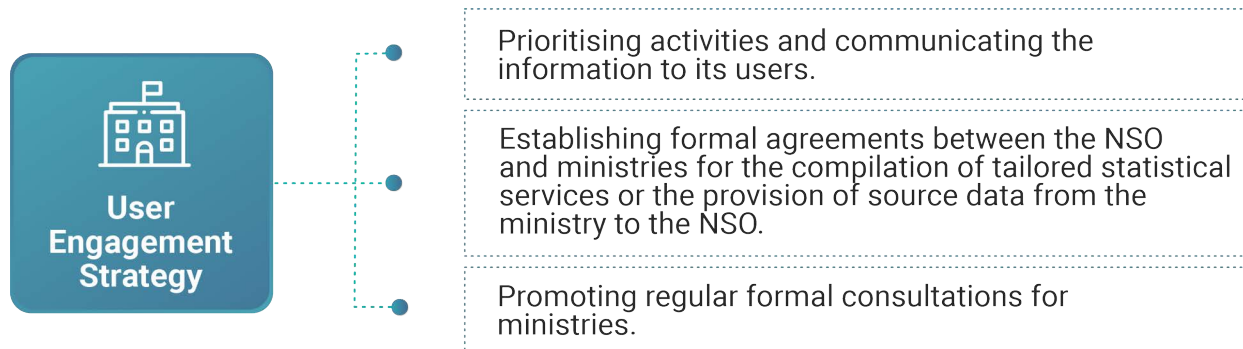 User
Engagement
Strategy
Prioritising activities and communicating the
information to its users.
Establishing formal agreements between the NSO
and ministries for the compilation of tailored statistical
services or the provision of source data from the
ministry to the NSO.
Promoting regular formal consultations for
ministries.